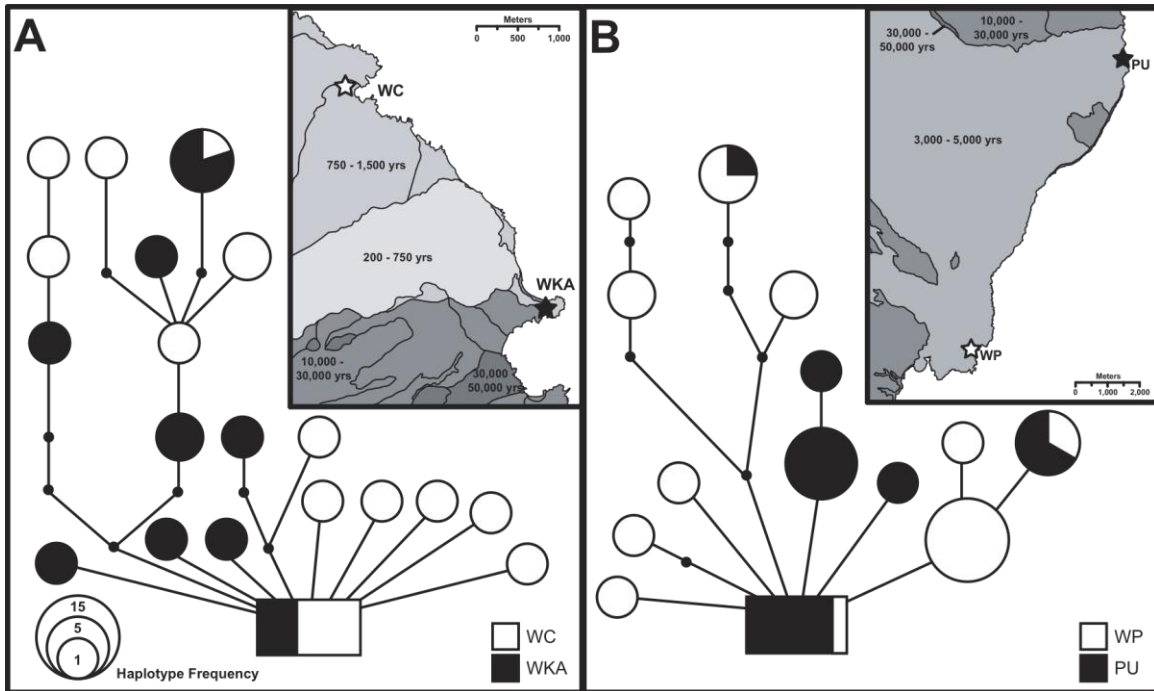 A
Meters
0 500 1,000
WC
750 - 1,500 yrs
200 - 750 yrs
WKA
10,000 -
30,000 yrs
30,000 -
50,000 yrs
15
5
1
Haplotype Frequency
WC
WKA
B
30,000 -
50,000 yrs
10,000 -
30,000 yrs
PU
3,000 - 5,000 yrs
WP
Meters
0 1,000 2,000
WP
PU